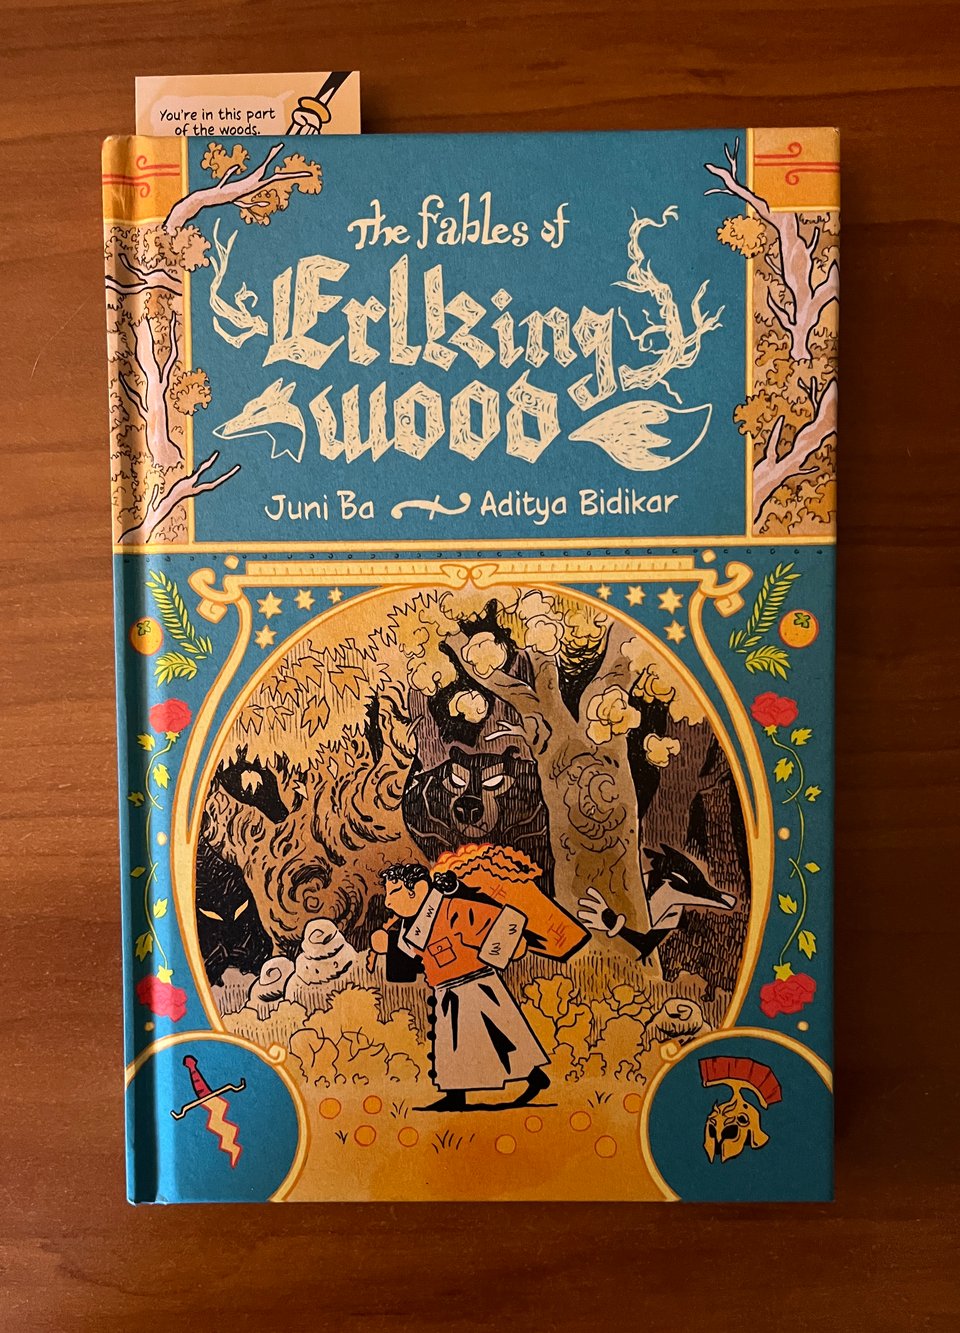 You're in this part
of the woods.
The Fables of
Erlking
Wood
Juni Ba Aditya Bidikar